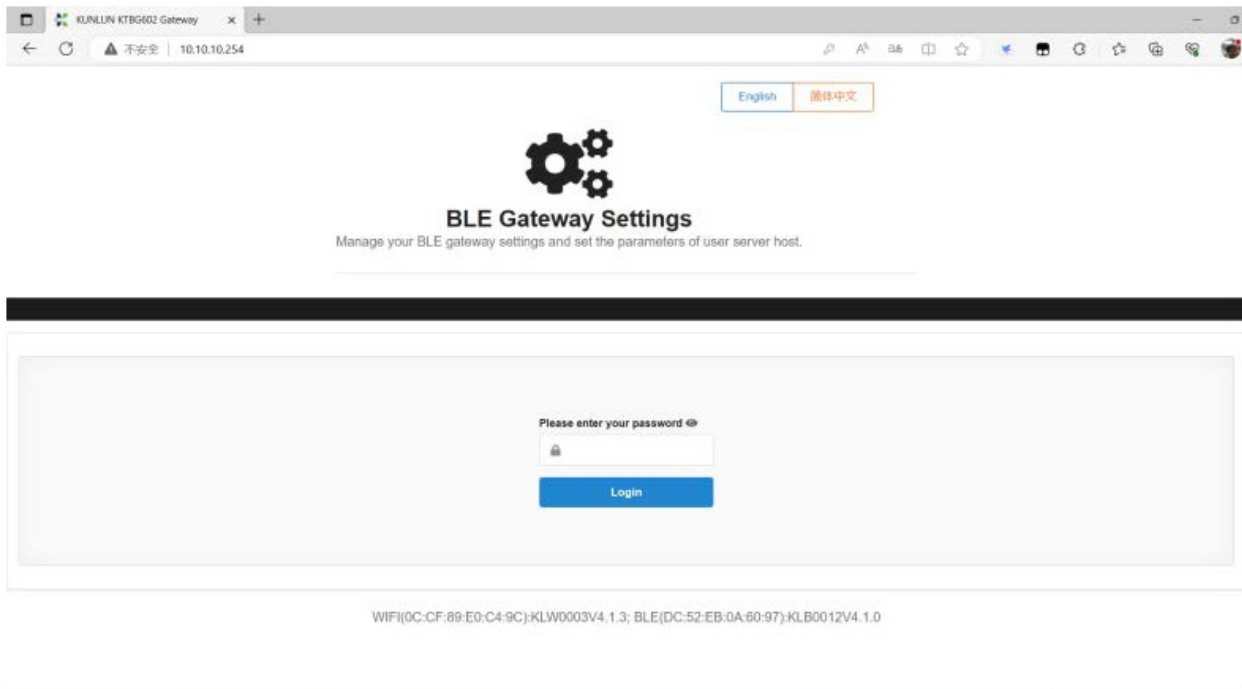 KUNLUN KTBG602 Gateway
不安全 | 10.10.10.254
English 简体中文
BLE Gateway Settings
Manage your BLE gateway settings and set the parameters of user server host.
Please enter your password
Login
WIFI(0C:CF:89:E0:C4:9C):KLW0003V4.1.3; BLE(DC:52:EB:0A:60:97):KLB0012V4.1.0